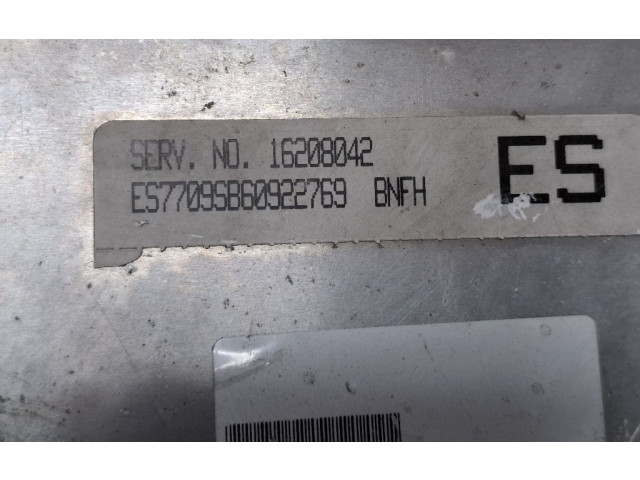 SERV. NO. 16208042
ES
ES7709SB60922769 BNFH